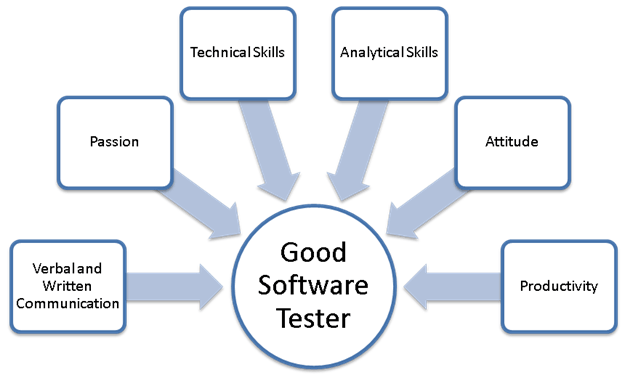 Technical Skills
Analytical Skills
Passion
Attitude
Verbal and
Written
Communication
Good
Software
Tester
Productivity